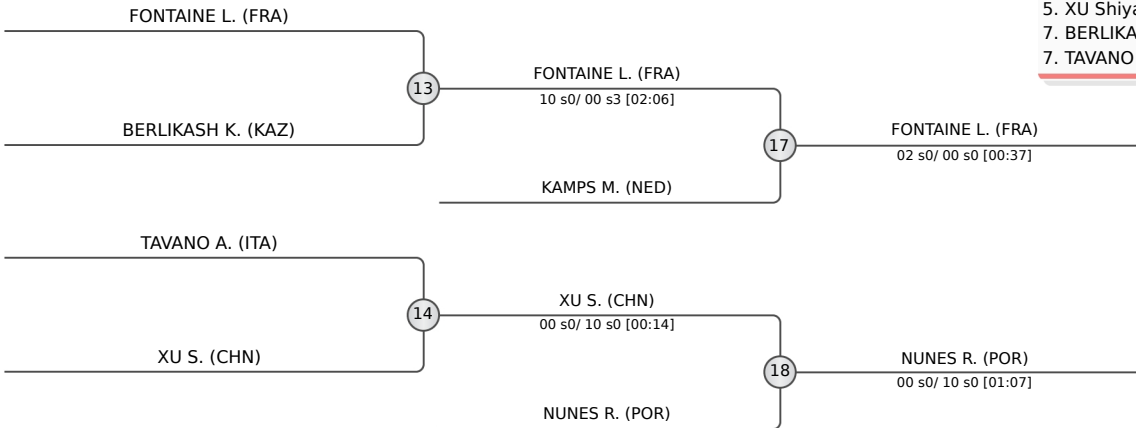 FONTAINE L. (FRA)
BERLIKASH K. (KAZ)
13
FONTAINE L. (FRA)
10 s0/ 00 s3 [02:06]
KAMPS M. (NED)
17
FONTAINE L. (FRA)
02 s0/ 00 s0 [00:37]
TAVANO A. (ITA)
XU S. (CHN)
14
XU S. (CHN)
00 s0/ 10 s0 [00:14]
NUNES R. (POR)
18
NUNES R. (POR)
00 s0/ 10 s0 [01:07]
5. XU
7.
7. TAVANO